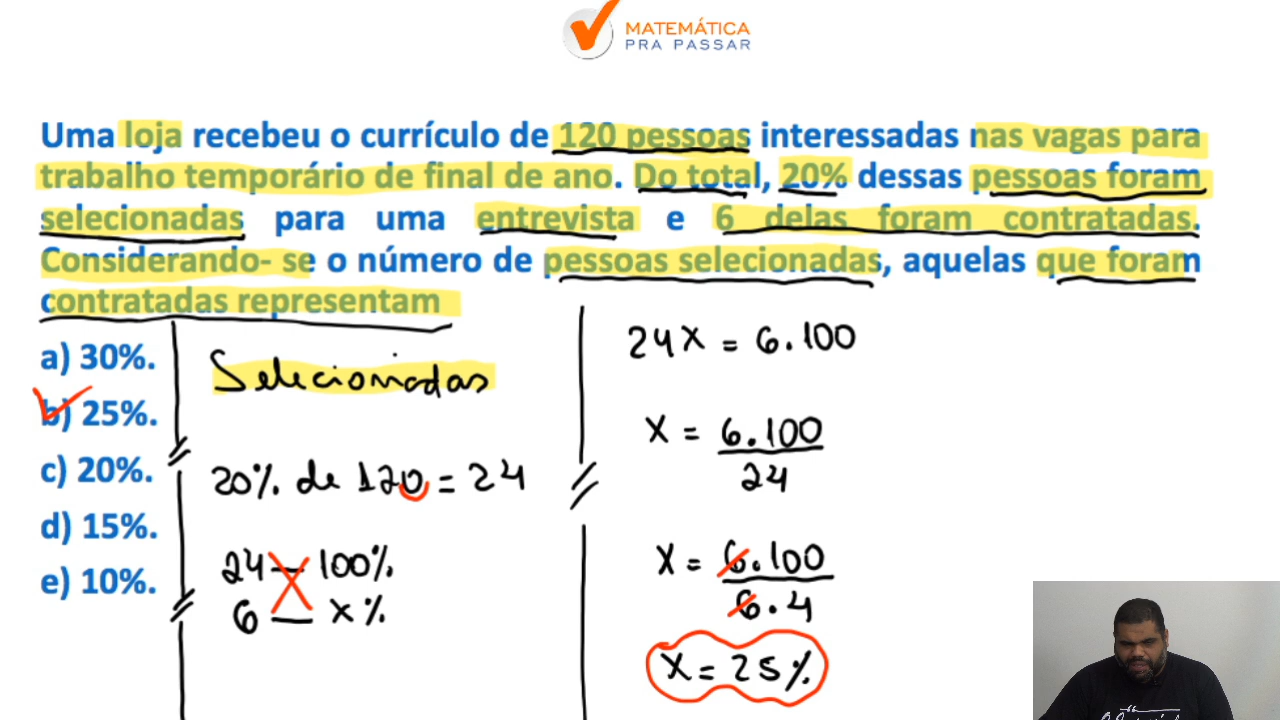 MATEMÁTICA
PRA PASSAR
Uma loja recebeu o currículo de 120 pessoas interessadas nas vagas para
trabalho temporário de final de ano. Do total, 20% dessas pessoas foram
selecionadas para uma entrevista e 6 delas foram contratadas.
Considerando- se o número de pessoas selecionadas, aquelas que foram
contratadas representam
a) 30%.
b) 25%.
c) 20%.
d) 15%.
e) 10%.
Selecionadas
20% de 120 = 24
24 — 100%
6 — x%
24x = 6.100
x = 6.100
24
x = 6.100
6.4
x = 25%